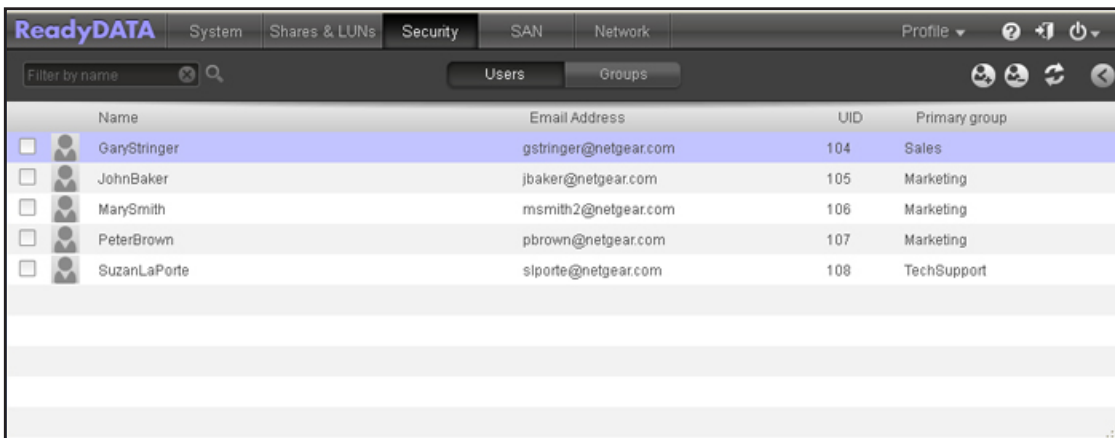 ReadyDATA System Shares & LUNs Security SAN Network Profile
Filter by name Users Groups
Name Email Address UID Primary group
GaryStringer gstringer@netgear.com 104 Sales
JohnBaker jbaker@netgear.com 105 Marketing
MarySmith msmith2@netgear.com 106 Marketing
PeterBrown pbrown@netgear.com 107 Marketing
SuzanLaPorte slporte@netgear.com 108 TechSupport